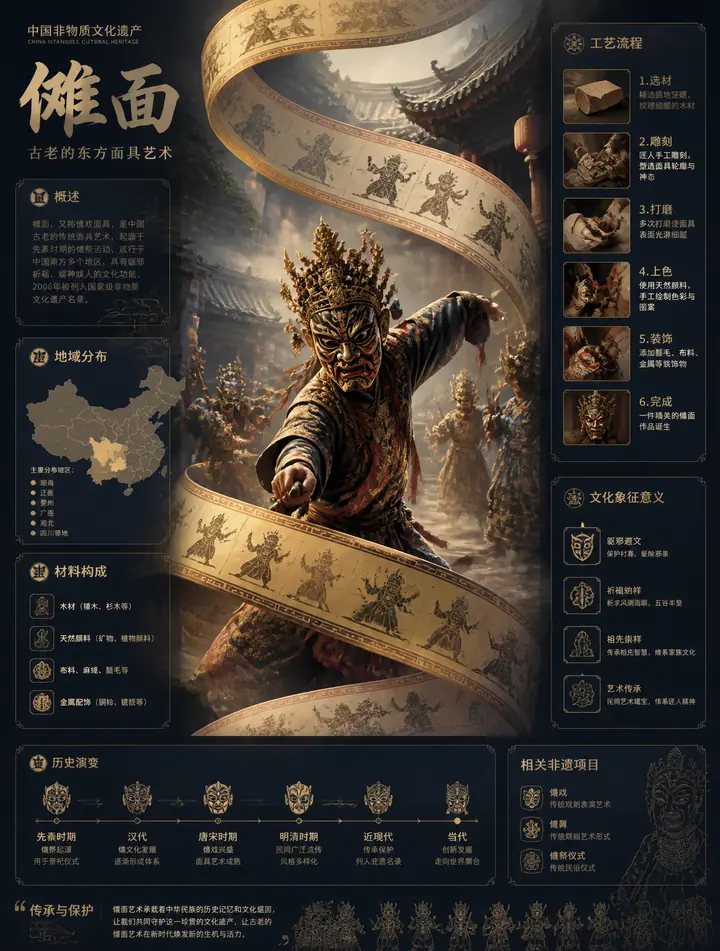 中国非物质文化遗产
CHINA INTANGIBLE CULTURAL HERITAGE
傩面
古老的东方面具艺术
概述
傩面，又称傩戏面具，是中国
古老的传统面具艺术，起源于
先秦时期的傩祭活动，流行于
中国南方多个地区，具有驱邪
祈福、娱神娱人的文化功能，
2006年被列入国家级非物质
文化遗产名录。
地域分布
主要分布地区：
湖南
贵州
广西
湖北
四川等地
材料构成
木材（樟木、杉木等）
天然颜料（矿物、植物颜料）
布料、麻绳、鬃毛等
金属配饰（铜铃、镀银等）
工艺流程
1.选材
精选质地坚硬、
纹理细腻的木材
2.雕刻
匠人手工雕刻，
塑造面具轮廓与
神态
3.打磨
多次打磨使面具
表面光滑细腻
4.上色
使用天然颜料，
手工绘制色彩与
图案
5.装饰
添加鬃毛、布料、
金属等装饰物
6.完成
一件精美的傩面
作品诞生
文化象征意义
驱邪避灾
保护村寨，驱除邪祟
祈福纳祥
祈求风调雨顺，五谷丰登
祖先崇拜
传承祖先智慧，维系家族文化
艺术传承
民间艺术瑰宝，传承匠人精神
历史演变
先秦时期
傩祭起源
用于祭祀仪式
汉代
傩文化发展
逐渐形成体系
唐宋时期
傩戏兴盛
面具艺术成熟
明清时期
民间广泛流传
风格多样化
近现代
传承保护
列入非遗名录
当代
创新发展
走向世界舞台
相关非遗项目
傩戏
传统戏剧表演艺术
傩舞
传统舞蹈艺术形式
傩祭仪式
传统民俗仪式
“传承与保护
傩面艺术承载着中华民族的历史记忆和文化基因，
让我们共同守护这一珍贵的文化遗产，让古老的
傩面艺术在新时代焕发新的生机与活力。”